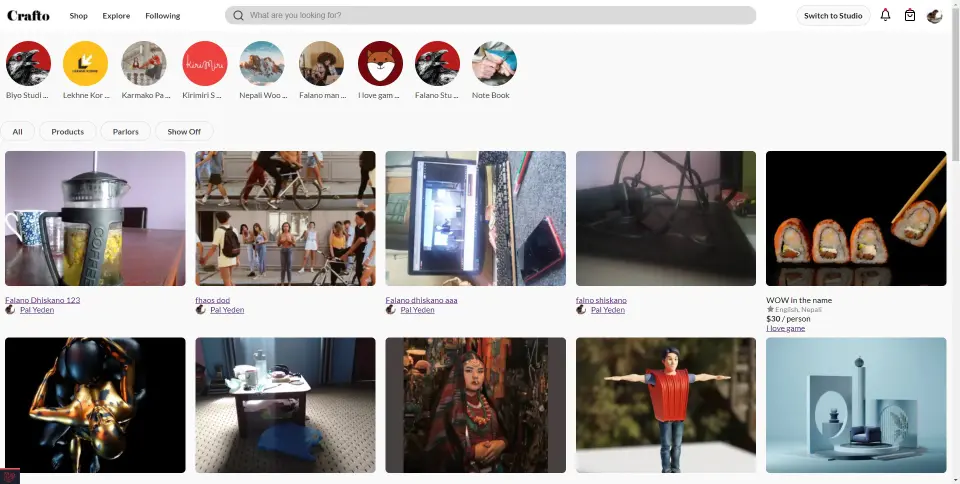 Crafto
Shop
Explore
Following
What are you looking for?
Switch to Studio
Biyo Studi ...
Lekhne Kor ...
Karmako Pa ...
Kirimiri S ...
Nepali Woo ...
Falano man ...
I love gam ...
Falano Stu ...
Note Book
KiriMiri
All
Products
Parlors
Show Off
COFFEE
Falano Dhiskano 123
Pal Yeden
fhaos dod
Pal Yeden
Falano dhiskano aaa
Pal Yeden
falno shiskano
Pal Yeden
WOW in the name
English, Nepali
$30 / person
I love game